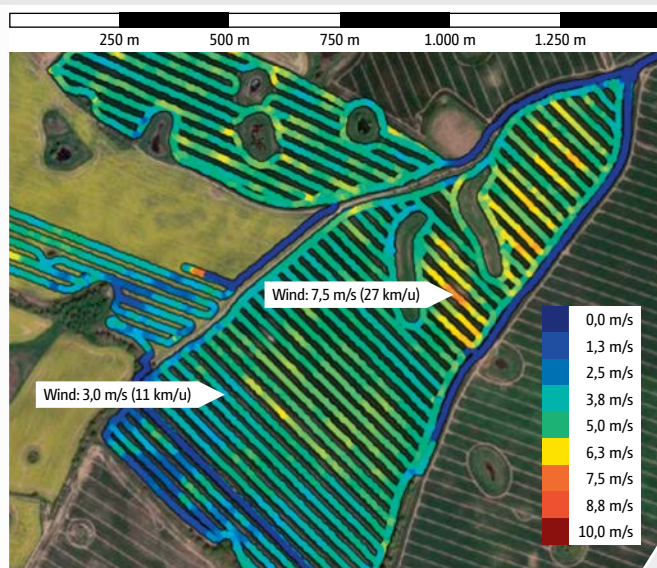 250 m 500 m 750 m 1.000 m 1.250 m
Wind: 7,5 m/s (27 km/u)
Wind: 3,0 m/s (11 km/u)
0,0 m/s
1,3 m/s
2,5 m/s
3,8 m/s
5,0 m/s
6,3 m/s
7,5 m/s
8,8 m/s
10,0 m/s